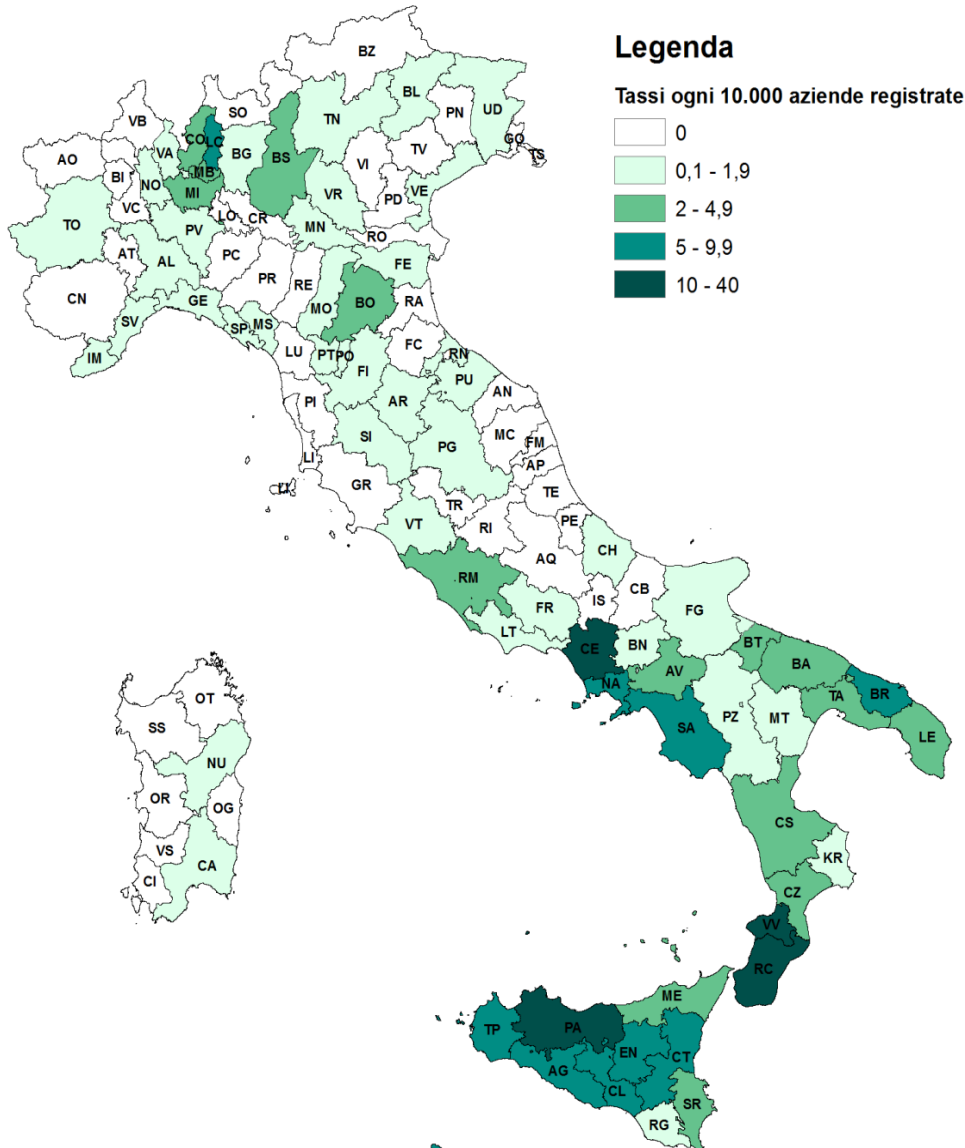 Legenda
Tassi ogni 10.000 aziende registrate
0
0,1 - 1,9
2 - 4,9
5 - 9,9
10 - 40
BZ
VB
SO
TN
BL
PN
UD
AO
VA
CO
LC
BG
BS
VI
TV
GO
TS
BI
NO
MB
MI
VR
PD
VE
TO
VC
LO
CR
MN
RO
AT
PV
PC
AL
PR
RE
FE
CN
GE
MO
BO
RA
SV
SP
MS
IM
LU
PT
PO
FC
RN
FI
PU
PI
AR
AN
SI
PG
MC
FM
LI
AP
LI
GR
TR
TE
VT
RI
PE
AQ
CH
RM
FR
IS
CB
FG
LT
CE
BN
BT
NA
AV
BA
BR
SA
PZ
MT
TA
LE
OT
SS
NU
OR
OG
VS
CA
CI
CS
KR
CZ
VV
RC
ME
TP
PA
EN
CT
AG
CL
SR
RG